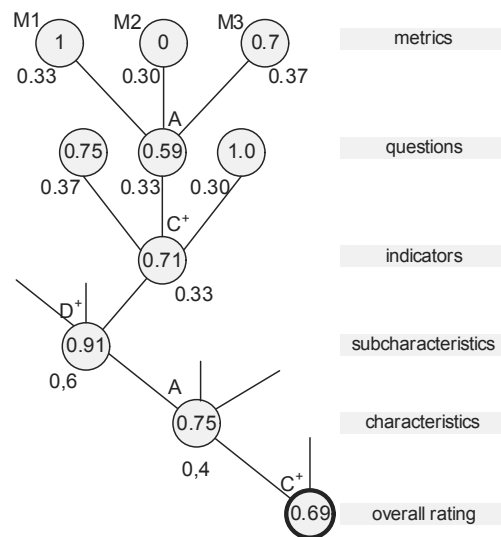 M1 M2 M3
1 0 0.7 metrics
0.33 0.30 0.37
A
0.75 0.59 1.0 questions
0.37 0.33 0.30
C+
0.71 indicators
0.33
D+
0.91 subcharacteristics
0,6
A
0.75 characteristics
0,4
C+
0.69 overall rating